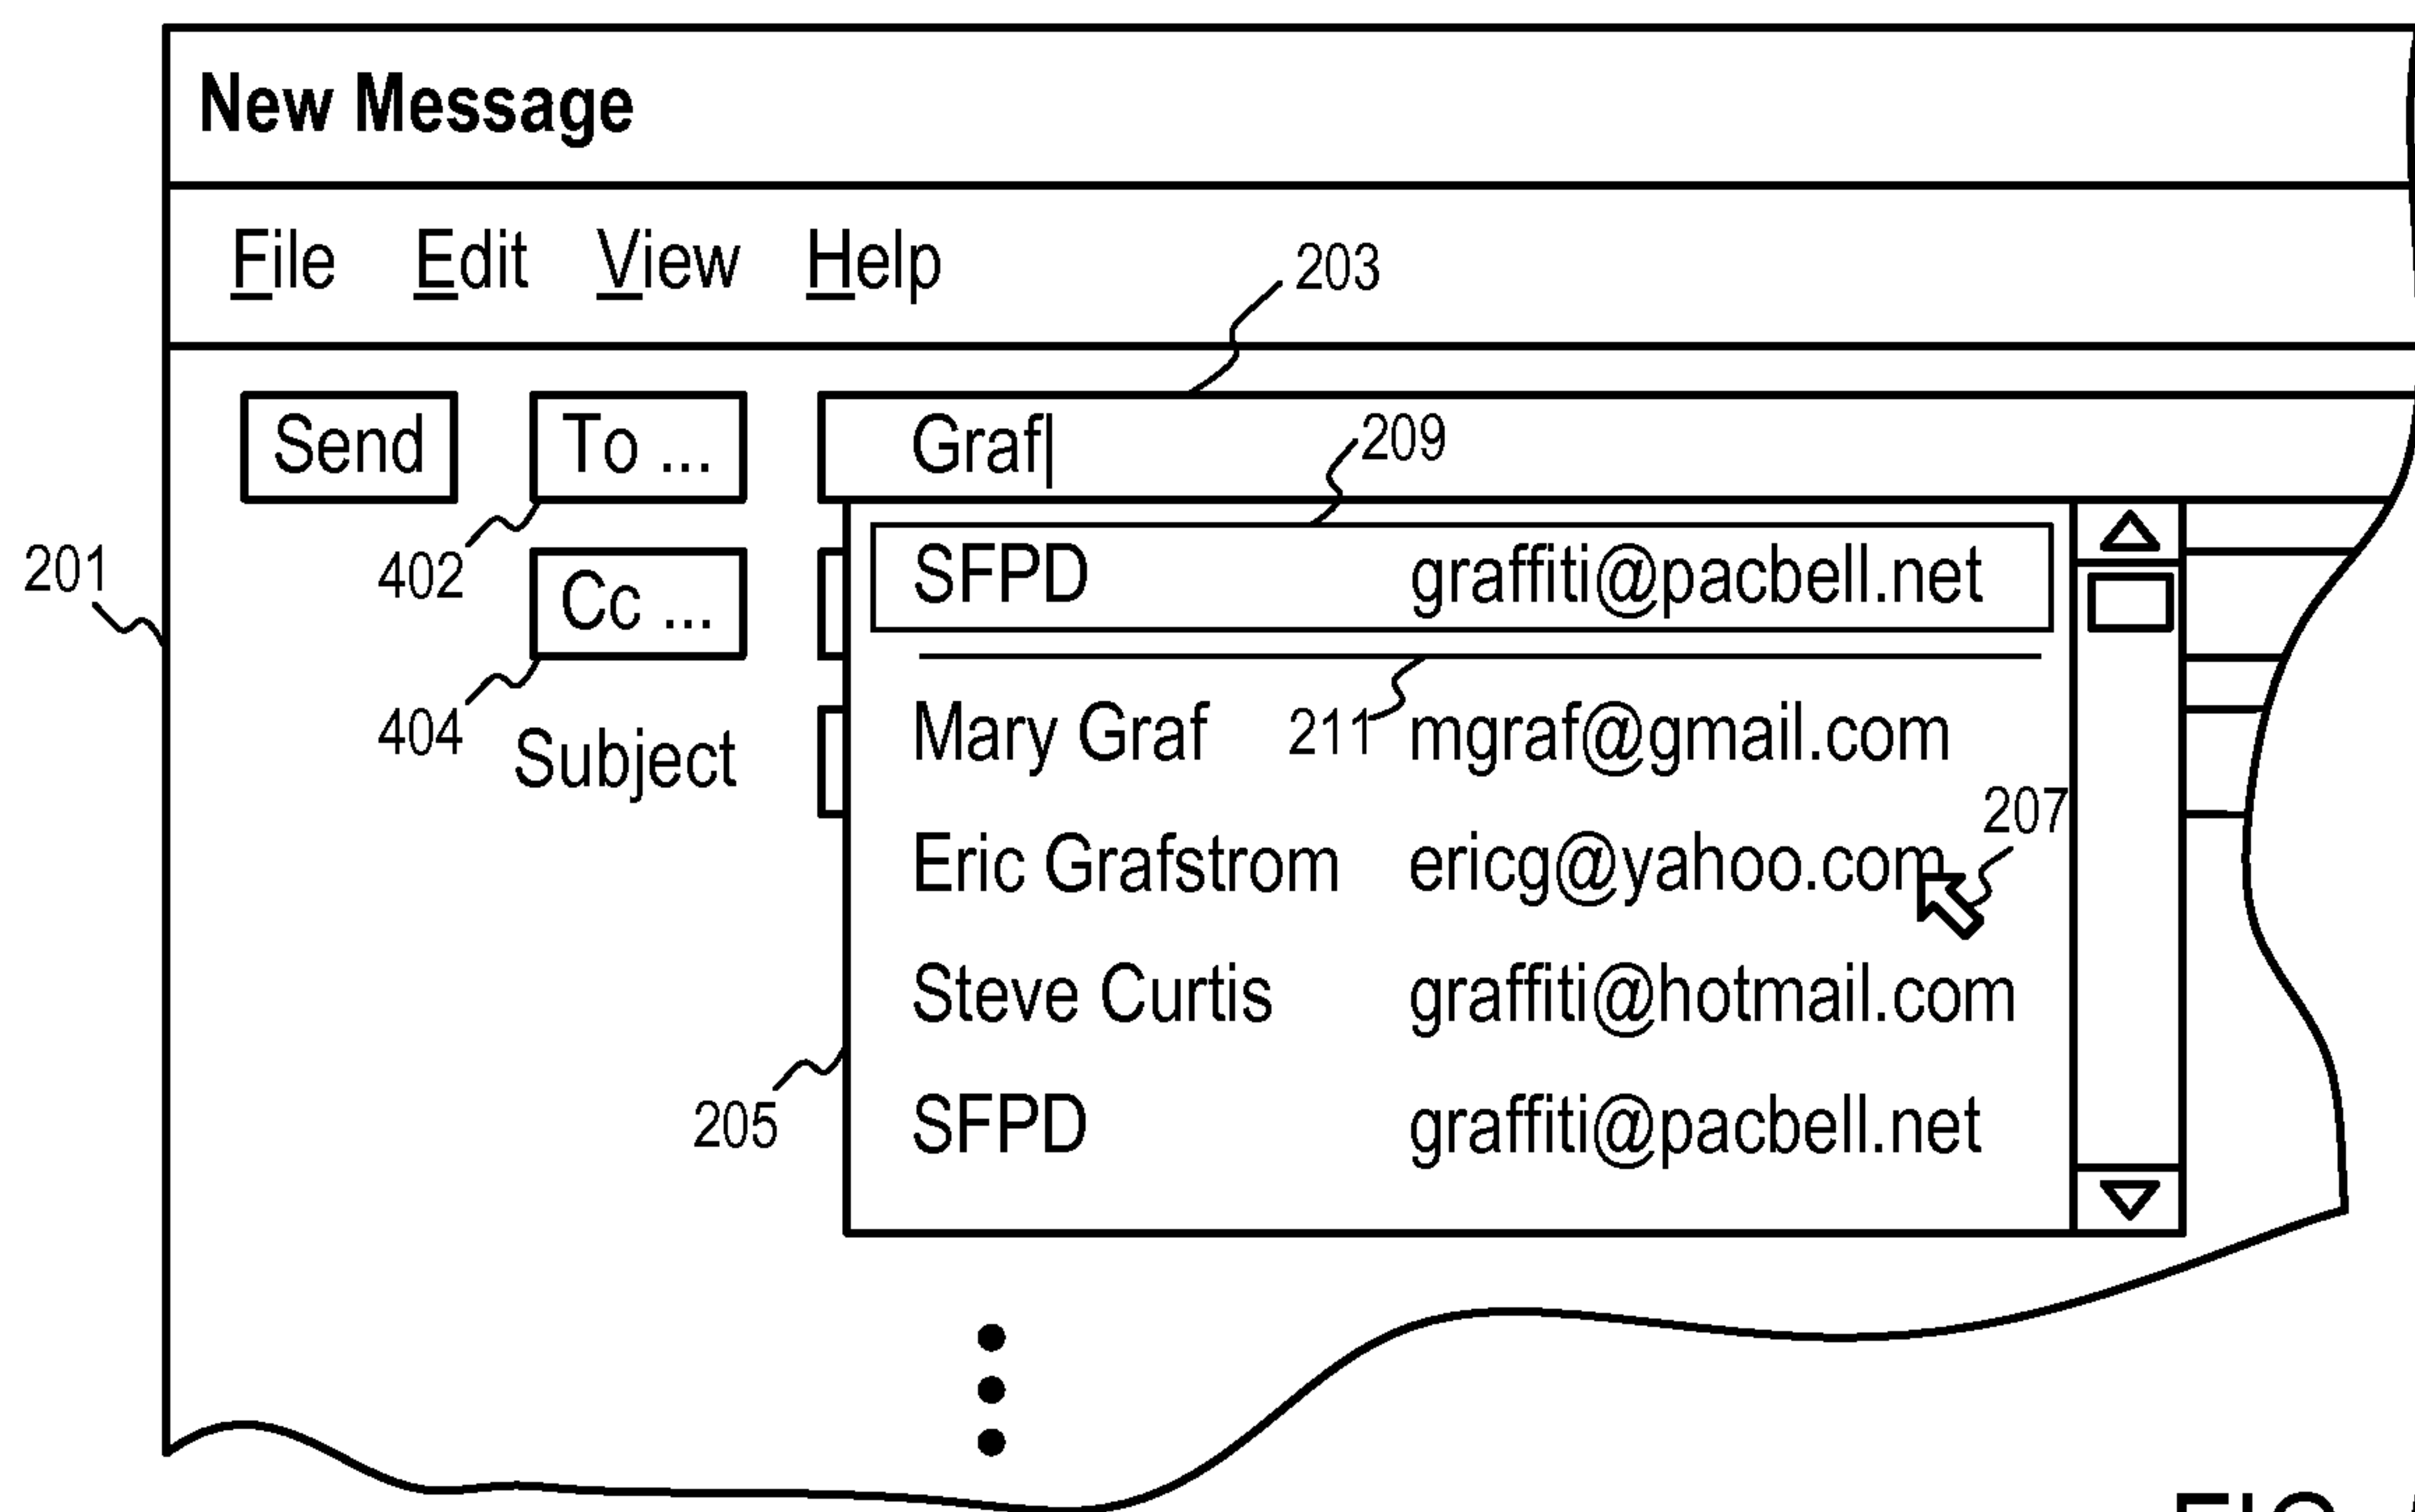 New Message
File Edit View Help
203
Send To ... Graf
209
402
201
Cc ...
SFPD graffiti@pacbell.net
404
Subject
Mary Graf 211 mgraf@gmail.com
207
Eric Grafstrom ericg@yahoo.com
Steve Curtis graffiti@hotmail.com
205
SFPD graffiti@pacbell.net